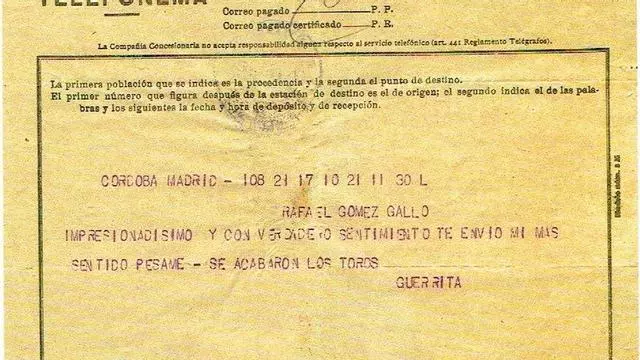 TELEFONEMA
Correo pagado P. P.
Correo pagado certificado P. R.
La Compañía Concesionaria no acepta responsabilidad alguna respecto al servicio telefónico (art. 441 Reglamento Telégrafos).
La primera población que se indica es la procedencia y la segunda el punto de destino.
El primer número que figura después de la estación de destino es el de origen; el segundo indica el de las pala-
bras y los siguientes la fecha y hora de depósito y de recepción.
CORDOBA MADRID - 108 21 17 10 21 11 30 L
RAFAEL GOMEZ GALLO
IMPRESIONADISIMO Y CON VERDADERO SENTIMIENTO TE ENVIO MI MAS
SENTIDO PESAME - SE ACABARON LOS TOROS
GUERRITA